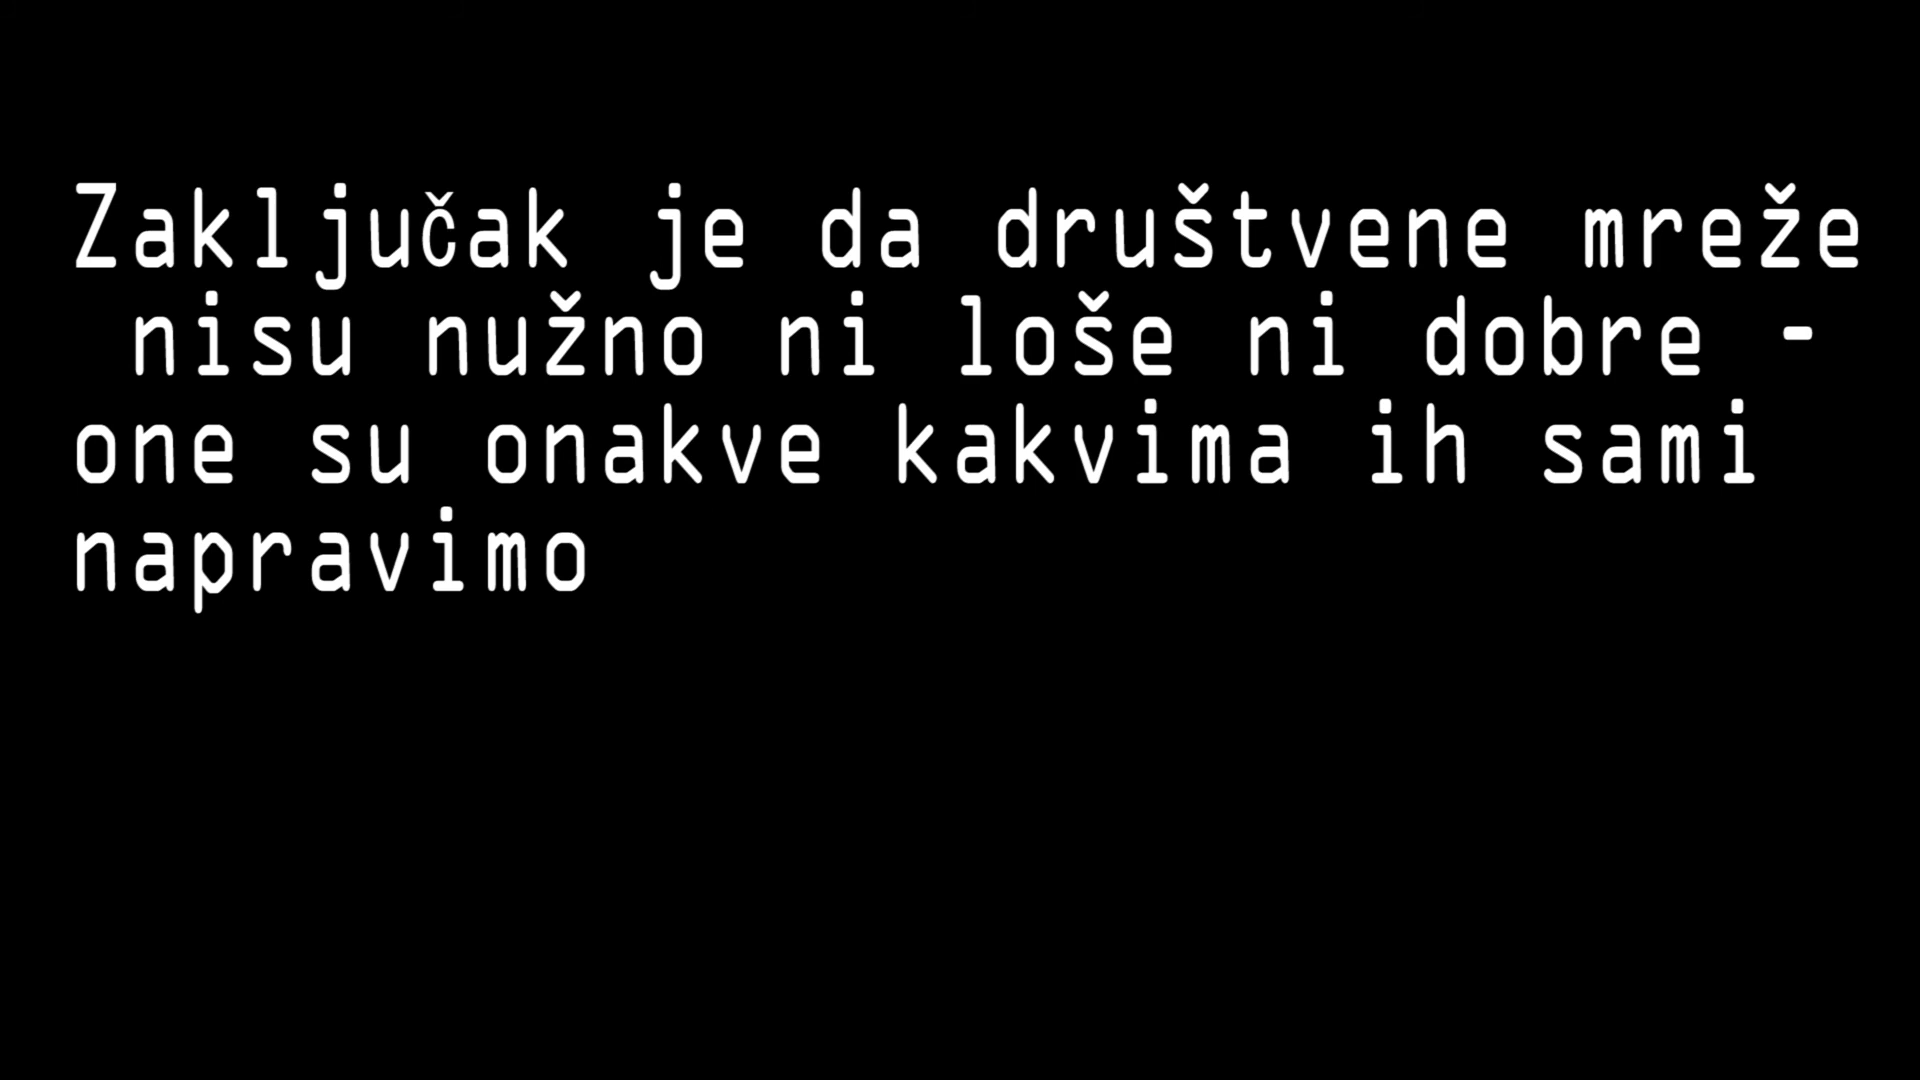 Zaključak je da društvene mreže
nisu nužno ni loše ni dobre -
one su onakve kakvima ih sami
napravimo